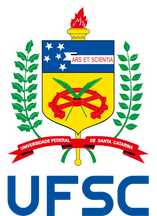 ARS ET SCIENTIA
UNIVERSIDADE FEDERAL DE SANTA CATARINA
UFSC